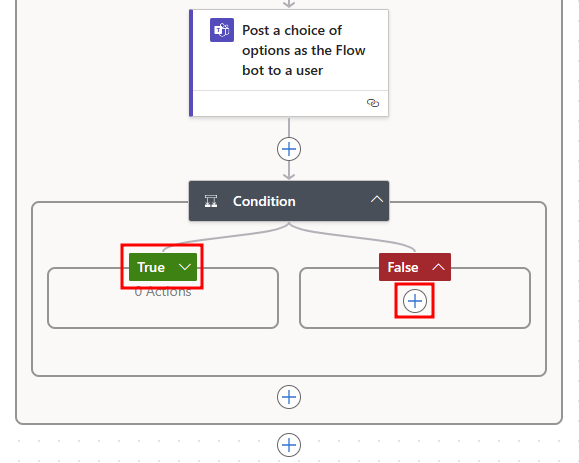 Post a choice of
options as the Flow
bot to a user
Condition
True
False
0 Actions